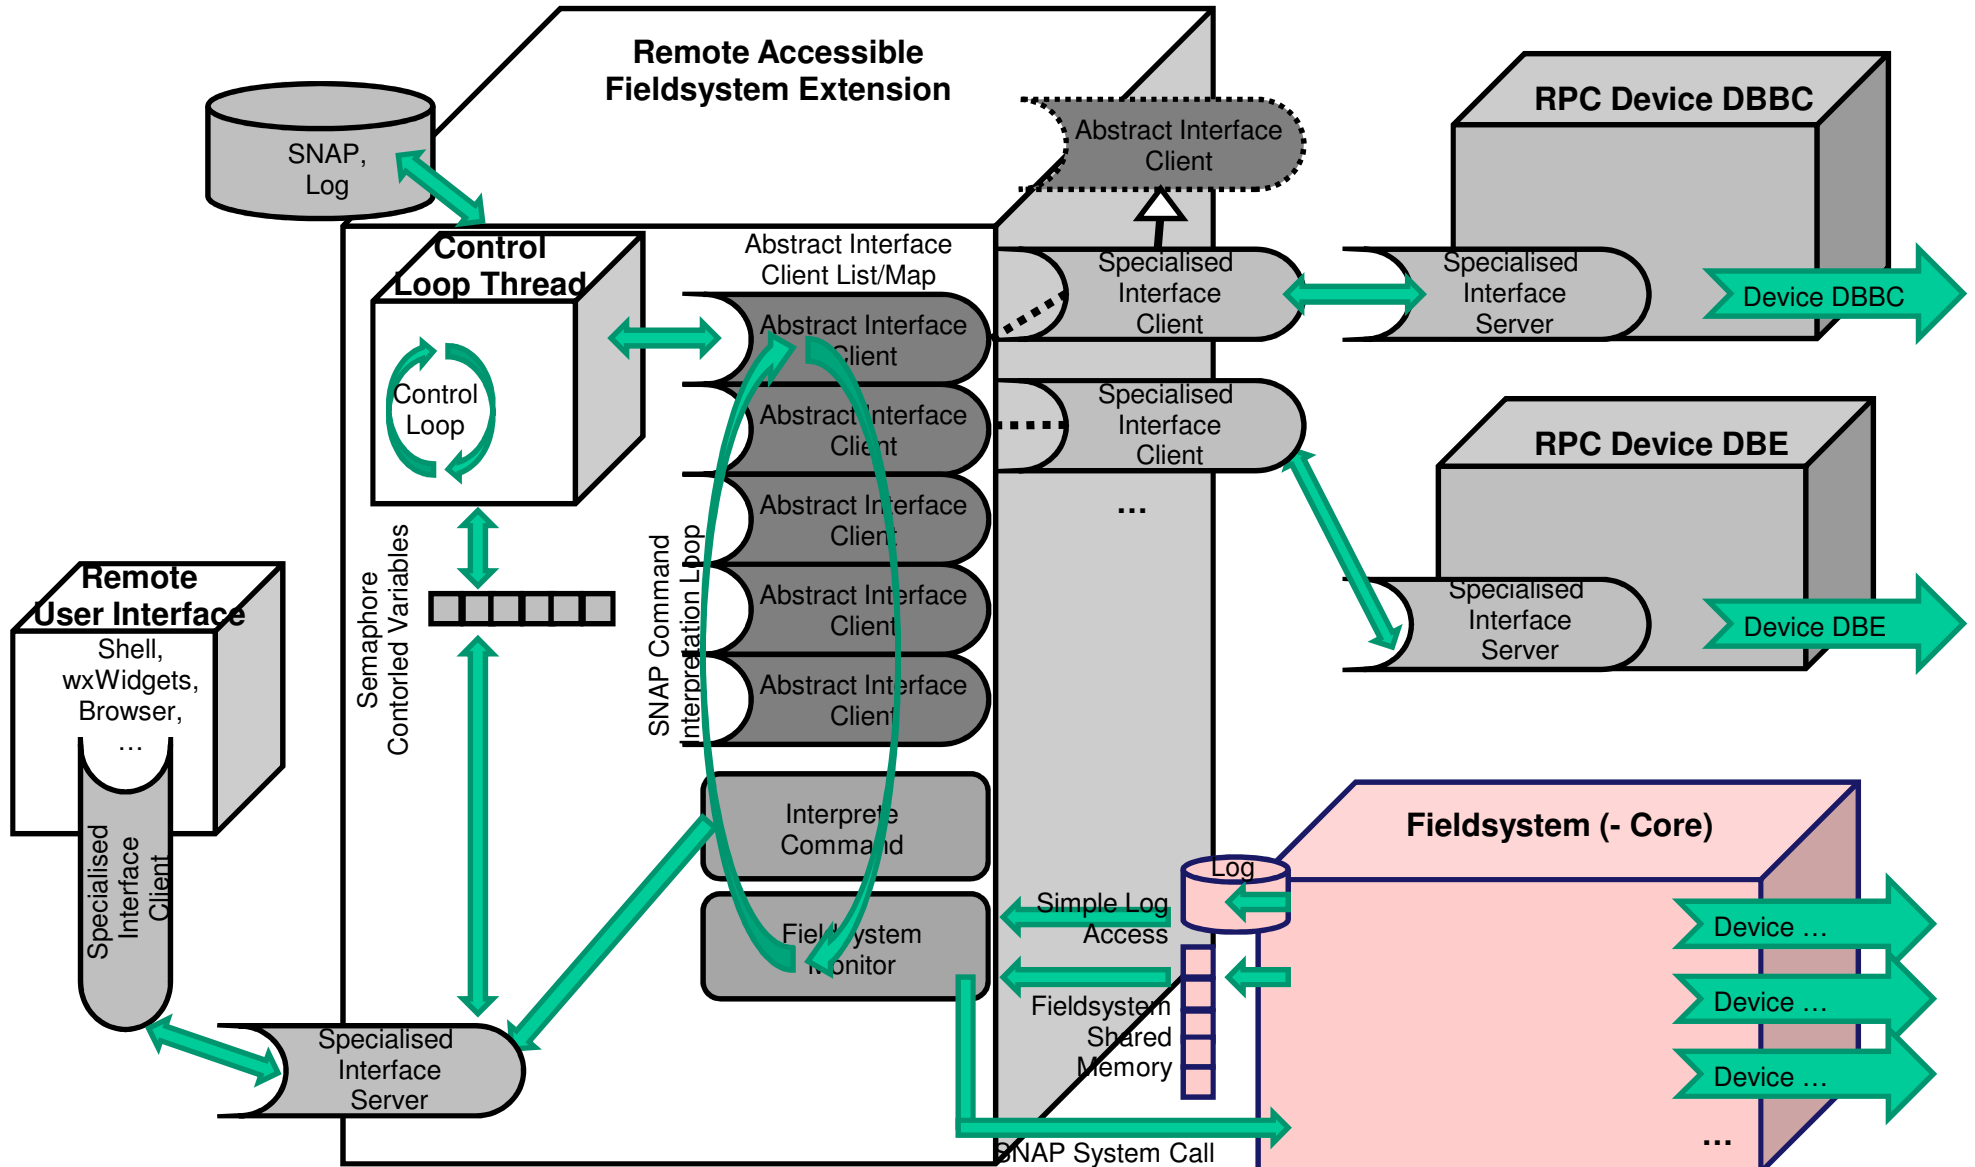 Remote Accessible
Fieldsystem Extension
RPC Device DBBC
Abstract Interface
Client
SNAP,
Log
Control
Loop Thread
Abstract Interface
Client List/Map
Specialised
Interface
Client
Specialised
Interface
Server
Device DBBC
Abstract Interface
Client
Control
Loop
Abstract Interface
Client
Specialised
Interface
Client
RPC Device DBE
Abstract Interface
Client
...
Semaphore
Contorled Variables
SNAP Command
Interpretation Loop
Abstract Interface
Client
Specialised
Interface
Server
Device DBE
Abstract Interface
Client
Remote
User Interface
Shell,
wxWidgets,
Browser,
…
Specialised
Interface
Client
Interprete
Command
Fieldsystem
Monitor
Fieldsystem (- Core)
Log
Simple Log
Access
Fieldsystem
Shared
Memory
Device …
Device …
Device …
...
Specialised
Interface
Server
SNAP System Call